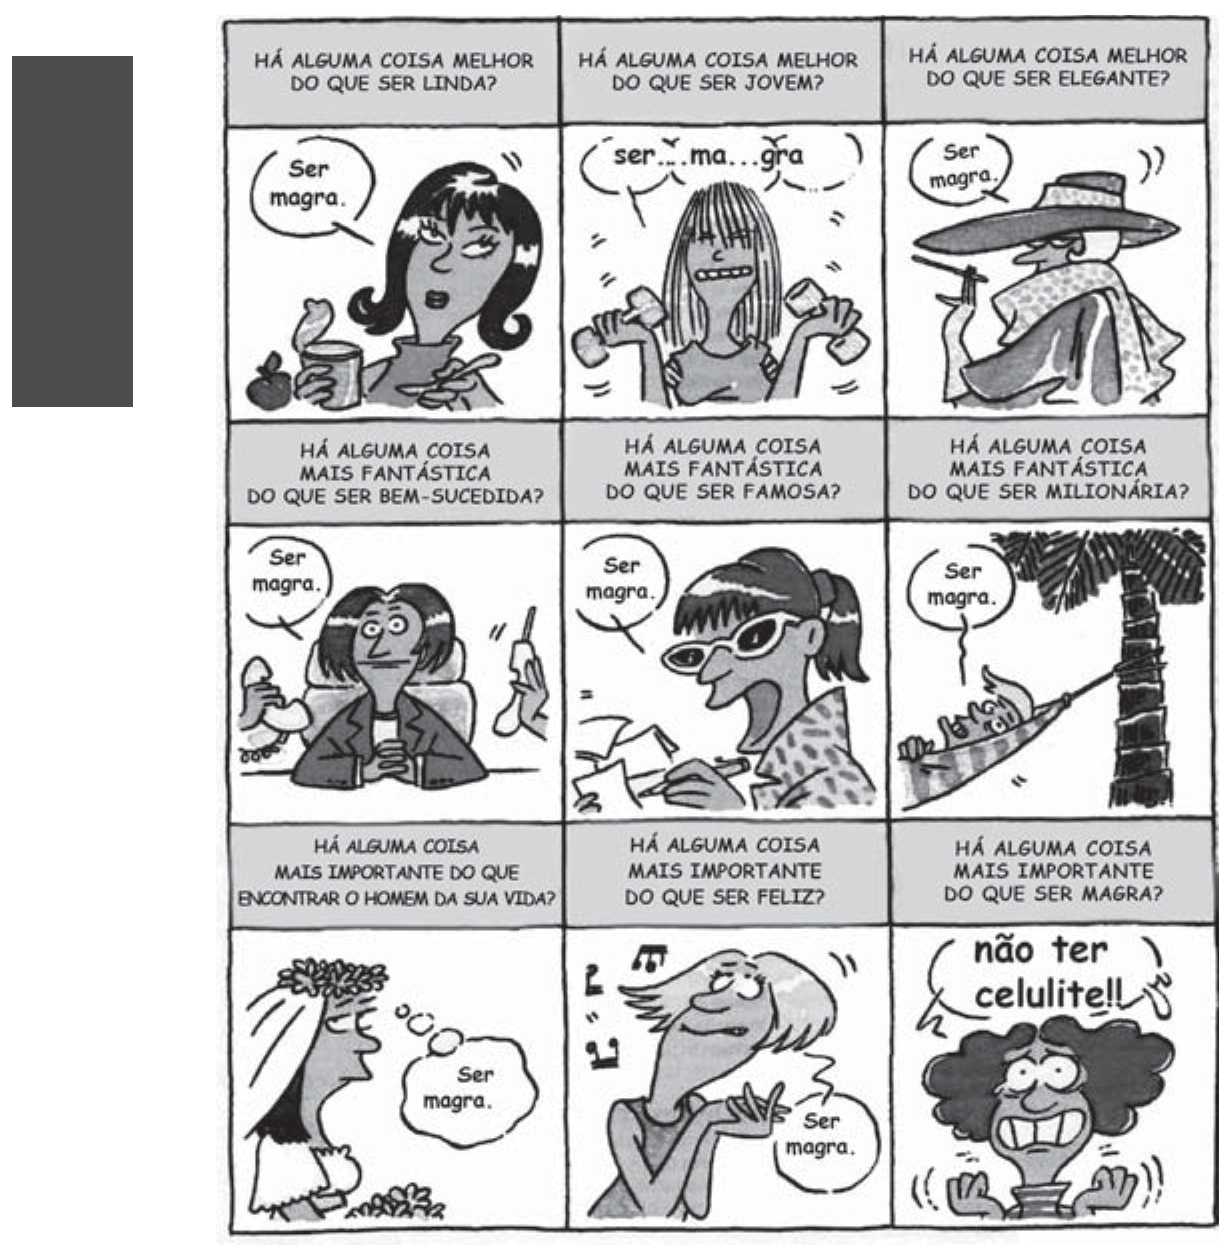 HÁ ALGUMA COISA MELHOR
DO QUE SER LINDA?
HÁ ALGUMA COISA MELHOR
DO QUE SER JOVEM?
HÁ ALGUMA COISA MELHOR
DO QUE SER ELEGANTE?
Ser
magra.
ser...ma...gra
Ser
magra.
HÁ ALGUMA COISA
MAIS FANTÁSTICA
DO QUE SER BEM-SUCEDIDA?
HÁ ALGUMA COISA
MAIS FANTÁSTICA
DO QUE SER FAMOSA?
HÁ ALGUMA COISA
MAIS FANTÁSTICA
DO QUE SER MILIONÁRIA?
Ser
magra.
Ser
magra.
Ser
magra.
HÁ ALGUMA COISA
MAIS IMPORTANTE DO QUE
ENCONTRAR O HOMEM DA SUA VIDA?
HÁ ALGUMA COISA
MAIS IMPORTANTE
DO QUE SER FELIZ?
HÁ ALGUMA COISA
MAIS IMPORTANTE
DO QUE SER MAGRA?
Ser
magra.
Ser
magra.
não ter
celulite!!